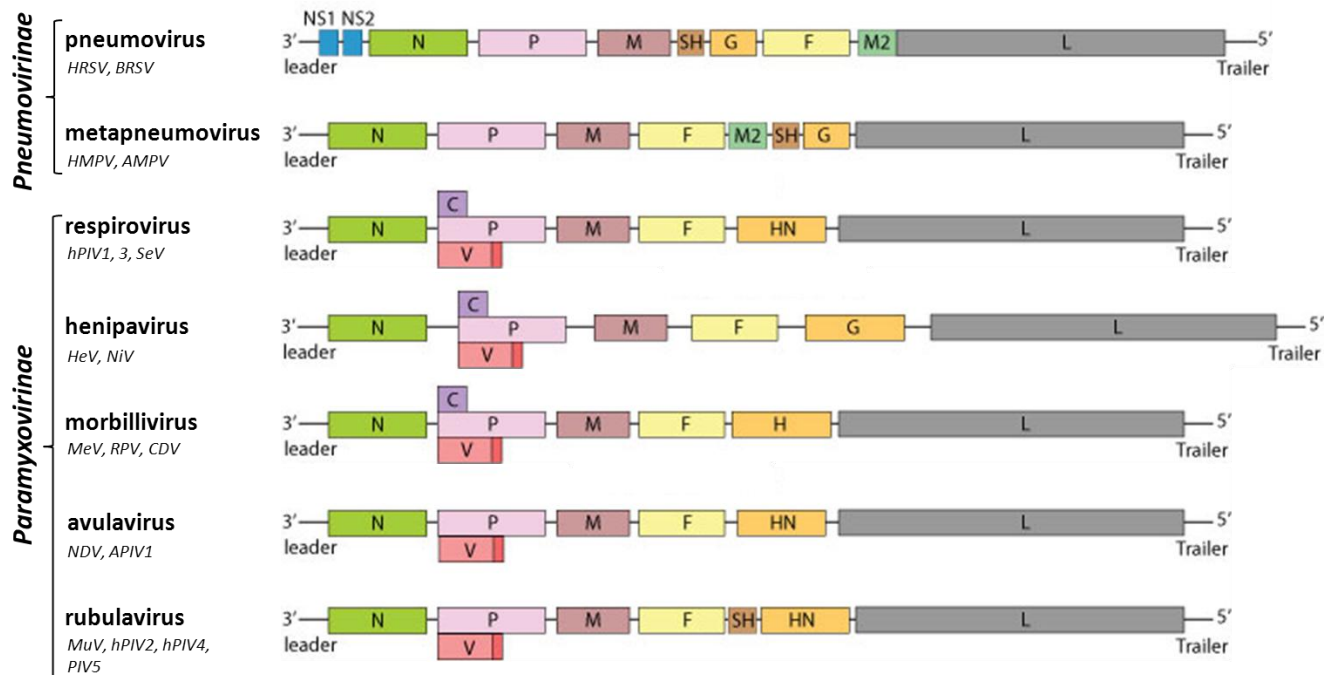 Pneumovirinae
NS1 NS2
pneumovirus 3′ N P M SH G F M2 L 5′
HRSV, BRSV leader Trailer
metapneumovirus 3′ N P M F M2 SH G L 5′
HMPV, AMPV leader Trailer
Paramyxovirinae
C
respirovirus 3′ N P M F HN L 5′
hPIV1, 3, SeV leader V Trailer
C
henipavirus 3′ N P M F G L 5′
HeV, NiV leader V Trailer
C
morbillivirus 3′ N P M F H L 5′
MeV, RPV, CDV leader V Trailer
avulavirus 3′ N P M F HN L 5′
NDV, APIV1 leader V Trailer
rubulavirus 3′ N P M F SH HN L 5′
MuV, hPIV2, hPIV4, leader V Trailer
PIV5